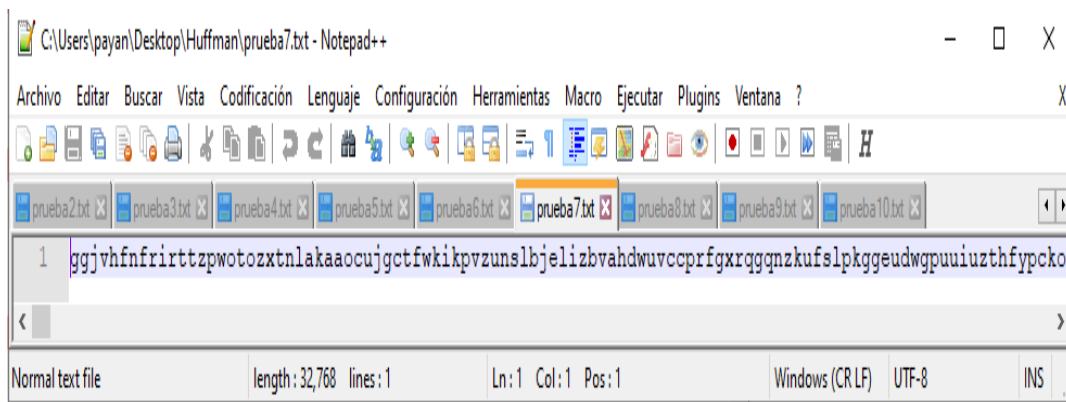 C:\Users\payan\Desktop\Huffman\prueba7.txt - Notepad++
Archivo Editar Buscar Vista Codificación Lenguaje Configuración Herramientas Macro Ejecutar Plugins Ventana ? X
prueba2.txt prueba3.txt prueba4.txt prueba5.txt prueba6.txt prueba7.txt prueba8.txt prueba9.txt prueba10.txt
1 ggjvhfnfrirttzpwotozxtnlakaaocujgctfwkikpvzunslbjelizbvahdwuvccprfgxrqgqnzkufslpkggeudwgpuuiuzthfypcko
Normal text file length : 32,768 lines : 1 Ln : 1 Col : 1 Pos : 1 Windows (CR LF) UTF-8 INS